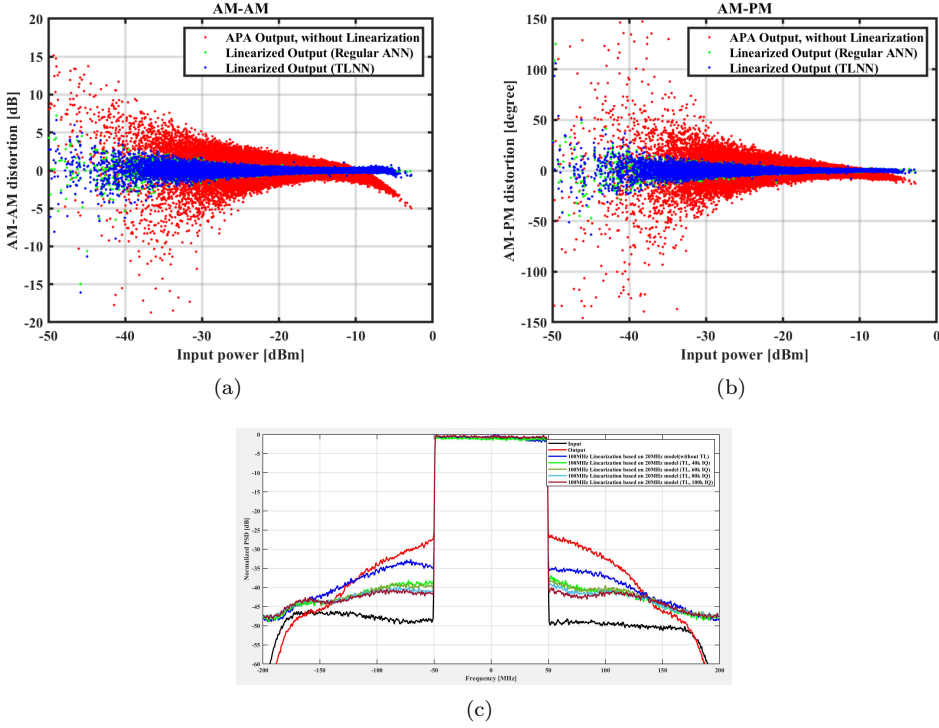 AM-AM
20
15
10
5
0
-5
-10
-15
-20
AM-AM distortion [dB]
APA Output, without Linearization
Linearized Output (Regular ANN)
Linearized Output (TLNN)
-50 -40 -30 -20 -10 0
Input power [dBm]
(a)
AM-PM
150
100
50
0
-50
-100
-150
AM-PM distortion [degree]
APA Output, without Linearization
Linearized Output (Regular ANN)
Linearized Output (TLNN)
-50 -40 -30 -20 -10 0
Input power [dBm]
(b)
0
-5
-10
-15
-20
-25
-30
-35
-40
-45
-50
-55
-60
Normalized PSD [dB]
Input
Output
100MHz Linearization based on 20MHz model(without TL)
100MHz Linearization based on 20MHz model (TL, 40k IQ)
100MHz Linearization based on 20MHz model (TL, 60k IQ)
100MHz Linearization based on 20MHz model (TL, 80k IQ)
100MHz Linearization based on 20MHz model (TL, 100k IQ)
-200 -150 -100 -50 0 50 100 150 200
Frequency [MHz]
(c)